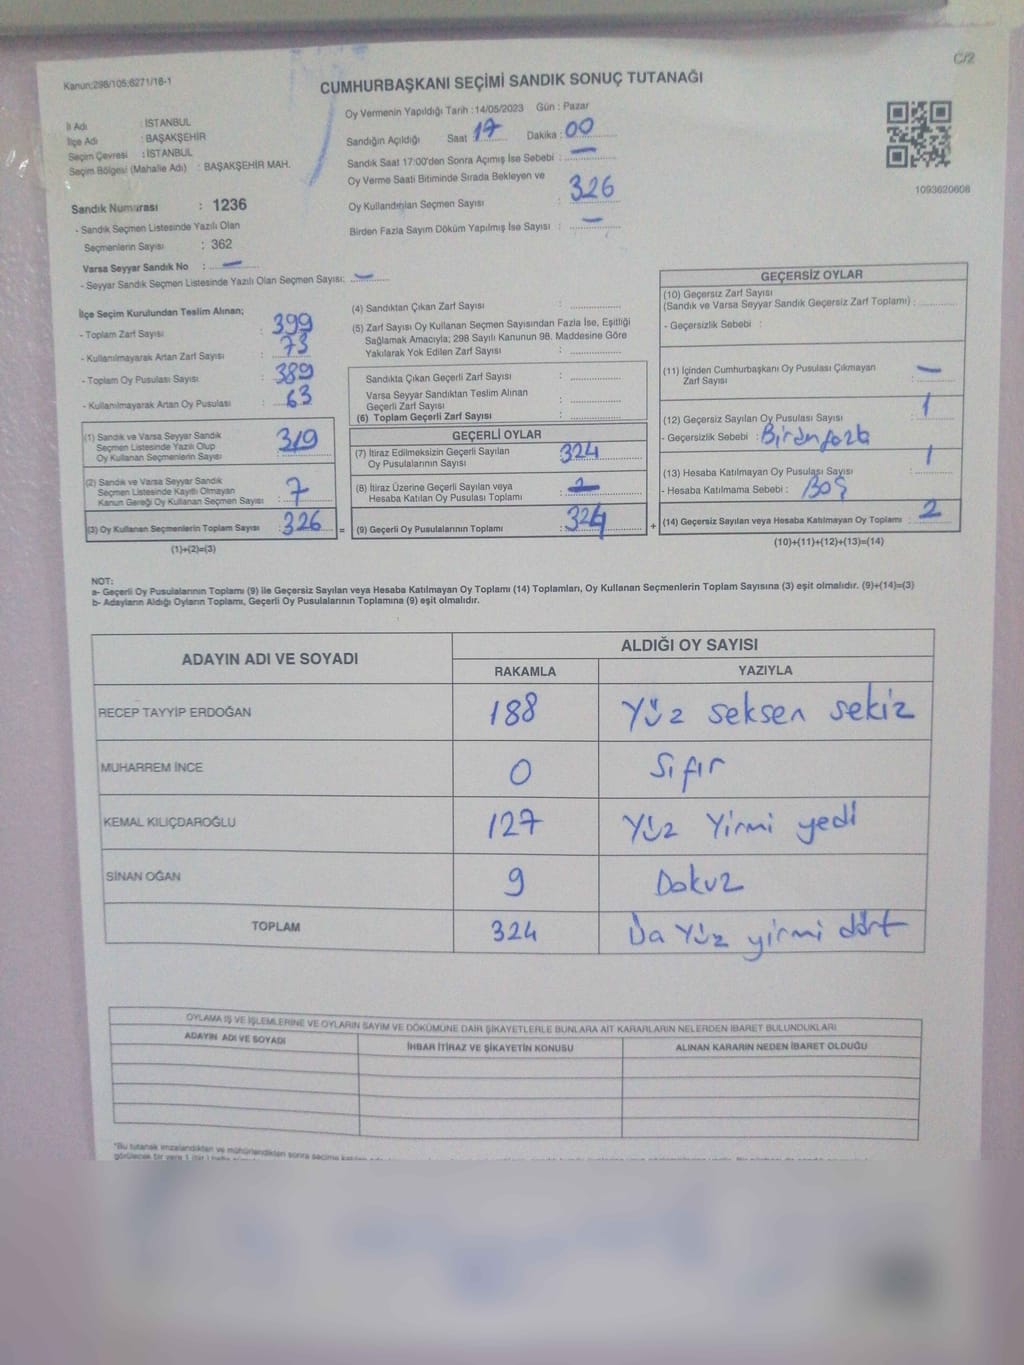 Kanun:298/105;6271/16-1
C/2
CUMHURBAŞKANI SEÇİMİ SANDIK SONUÇ TUTANAĞI
İl Adı : İSTANBUL
İlçe Adı : BAŞAKŞEHİR
Seçim Çevresi : İSTANBUL
Seçim Bölgesi (Mahalle Adı) : BAŞAKŞEHİR MAH.
Sandık Numarası : 1236
- Sandık Seçmen Listesinde Yazılı Olan
Seçmenlerin Sayısı : 362
Varsa Seyyar Sandık No : —
- Seyyar Sandık Seçmen Listesinde Yazılı Olan Seçmen Sayısı: —
Oy Vermenin Yapıldığı Tarih : 14/05/2023 Gün : Pazar
Sandığın Açıldığı Saat 17 Dakika : 00
Sandık Saat 17:00'den Sonra Açımış İse Sebebi : —
Oy Verme Saati Bitiminde Sırada Bekleyen ve
Oy Kullandırılan Seçmen Sayısı : 326
Birden Fazla Sayım Döküm Yapılmış İse Sayısı : —
1093620608
İlçe Seçim Kurulundan Teslim Alınan;
- Toplam Zarf Sayısı : 399
- Kullanılmayarak Artan Zarf Sayısı : 73
- Toplam Oy Pusulası Sayısı : 389
- Kullanılmayarak Artan Oy Pusulası : 63
(1) Sandık ve Varsa Seyyar Sandık
Seçmen Listesinde Yazılı Olup
Oy Kullanan Seçmenlerin Sayısı : 319
(2) Sandık ve Varsa Seyyar Sandık
Seçmen Listesinde Kayıtlı Olmayan
Kanun Gereği Oy Kullanan Seçmen Sayısı : 7
(3) Oy Kullanan Seçmenlerin Toplam Sayısı : 326 =
(1)+(2)=(3)
(4) Sandıktan Çıkan Zarf Sayısı :
(5) Zarf Sayısı Oy Kullanan Seçmen Sayısından Fazla İse, Eşitliği
Sağlamak Amacıyla; 298 Sayılı Kanunun 98. Maddesine Göre
Yakılarak Yok Edilen Zarf Sayısı :
Sandıkta Çıkan Geçerli Zarf Sayısı :
Varsa Seyyar Sandıktan Teslim Alınan
Geçerli Zarf Sayısı :
(6) Toplam Geçerli Zarf Sayısı :
GEÇERLİ OYLAR
(7) İtiraz Edilmeksizin Geçerli Sayılan
Oy Pusulalarının Sayısı : 324
(8) İtiraz Üzerine Geçerli Sayılan veya
Hesaba Katılan Oy Pusulası Toplamı :
(9) Geçerli Oy Pusulalarının Toplamı : 324 +
GEÇERSİZ OYLAR
(10) Geçersiz Zarf Sayısı
(Sandık ve Varsa Seyyar Sandık Geçersiz Zarf Toplamı) :
- Geçersizlik Sebebi :
(11) İçinden Cumhurbaşkanı Oy Pusulası Çıkmayan
Zarf Sayısı : —
(12) Geçersiz Sayılan Oy Pusulası Sayısı : 1
- Geçersizlik Sebebi :
(13) Hesaba Katılmayan Oy Pusulası Sayısı : 1
- Hesaba Katılmama Sebebi : Boş
(14) Geçersiz Sayılan veya Hesaba Katılmayan Oy Toplamı : 2
(10)+(11)+(12)+(13)=(14)
NOT:
a- Geçerli Oy Pusulalarının Toplamı (9) ile Geçersiz Sayılan veya Hesaba Katılmayan Oy Toplamı (14) Toplamları, Oy Kullanan Seçmenlerin Toplam Sayısına (3) eşit olmalıdır. (9)+(14)=(3)
b- Adayların Aldığı Oyların Toplamı, Geçerli Oy Pusulalarının Toplamına (9) eşit olmalıdır.
ADAYIN ADI VE SOYADI ALDIĞI OY SAYISI
RAKAMLA YAZIYLA
RECEP TAYYİP ERDOĞAN 188 Yüz seksen sekiz
MUHARREM İNCE 0 Sıfır
KEMAL KILIÇDAROĞLU 127 Yüz Yirmi yedi
SİNAN OĞAN 9 Dokuz
TOPLAM 324 Yüz yirmi dört
OYLAMA İŞ VE İŞLEMLERİNE VE OYLARIN SAYIM VE DÖKÜMÜNE DAİR ŞİKAYETLERLE BUNLARA AİT KARARLARIN NELERDEN İBARET BULUNDUKLARI
ADAYIN ADI VE SOYADI İHBAR İTİRAZ VE ŞİKAYETİN KONUSU ALINAN KARARIN NEDEN İBARET OLDUĞU
"Bu tutanak imzalandıktan ve mühürlendikten sonra